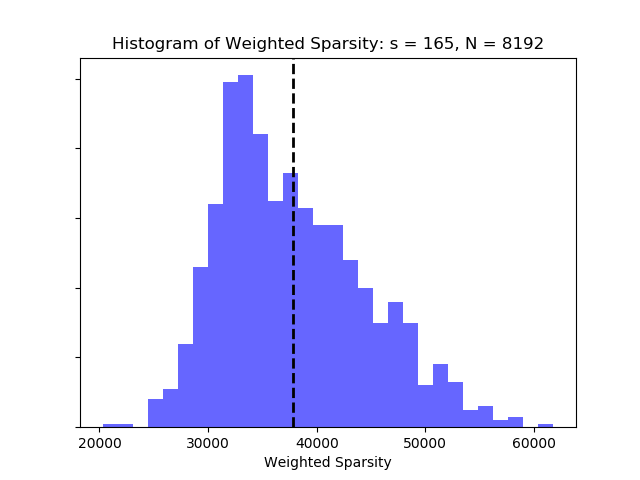 Histogram of Weighted Sparsity: s = 165, N = 8192
20000 30000 40000 50000 60000
Weighted Sparsity